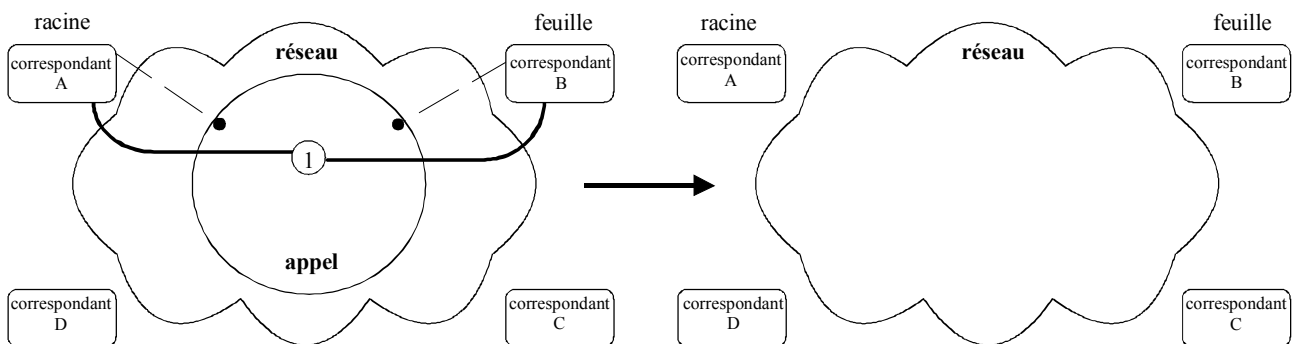 racine
feuille
réseau
correspondant
A
correspondant
B
1
appel
correspondant
D
correspondant
C
racine
feuille
réseau
correspondant
A
correspondant
B
correspondant
D
correspondant
C